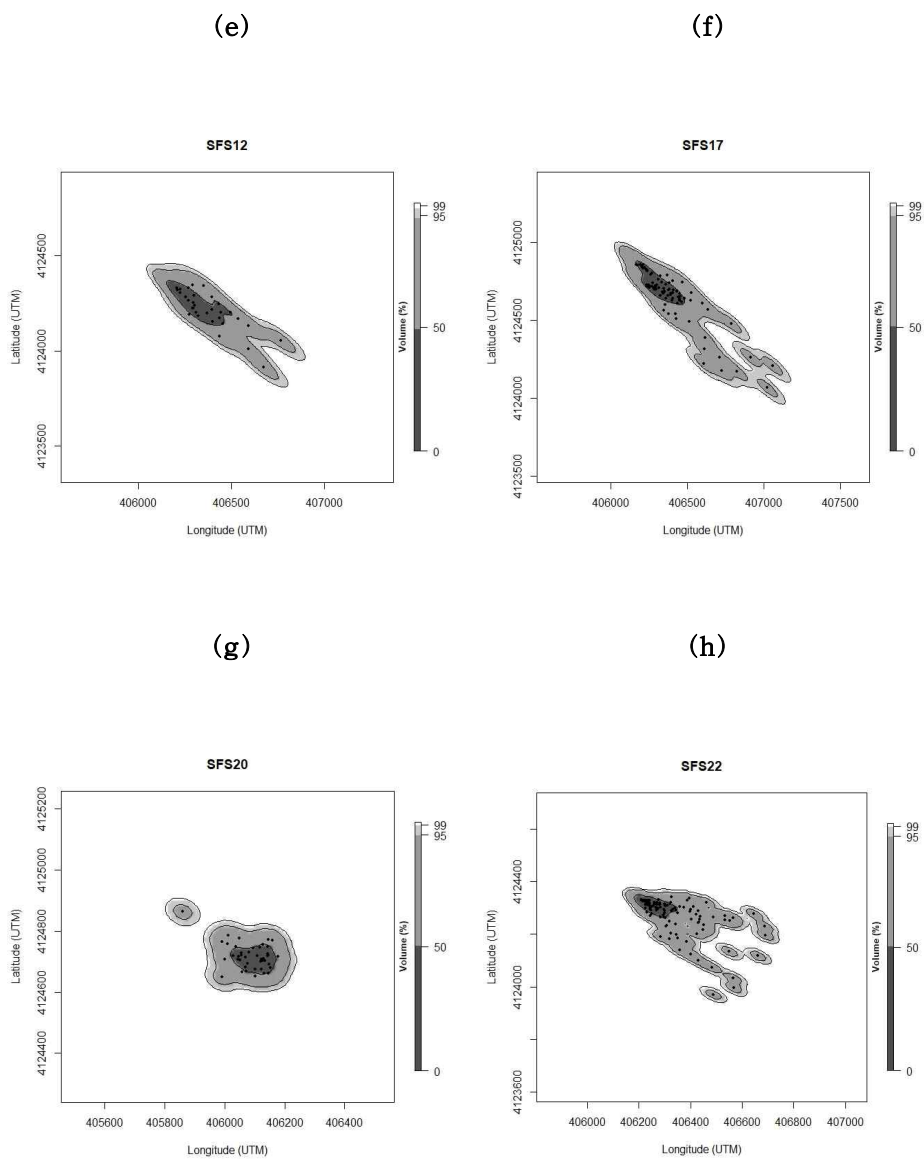 (e)
(f)
SFS12
SFS17
Latitude (UTM)
4124500
4124000
4123500
406000 406500 407000
Longitude (UTM)
Volume (%)
99
95
50
0
Latitude (UTM)
4125000
4124500
4124000
4123500
406000 406500 407000 407500
Longitude (UTM)
Volume (%)
99
95
50
0
(g)
(h)
SFS20
SFS22
Latitude (UTM)
4125200
4125000
4124800
4124600
4124400
405600 405800 406000 406200 406400
Longitude (UTM)
Volume (%)
99
95
50
0
Latitude (UTM)
4124400
4124000
4123600
406000 406200 406400 406600 406800 407000
Longitude (UTM)
Volume (%)
99
95
50
0